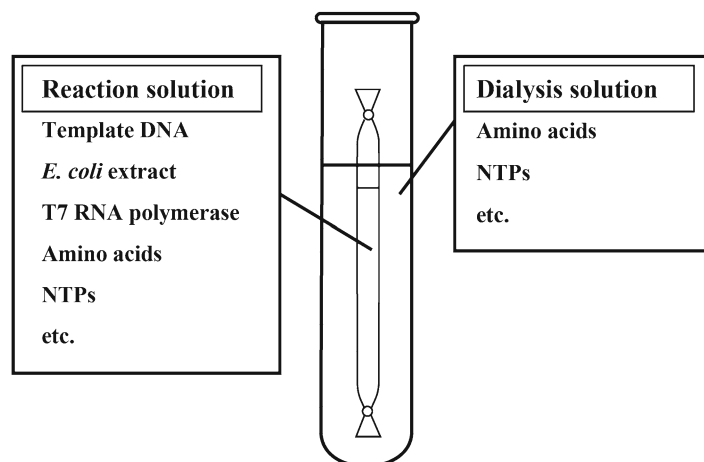 Reaction solution
Template DNA
E. coli extract
T7 RNA polymerase
Amino acids
NTPs
etc.
Dialysis solution
Amino acids
NTPs
etc.